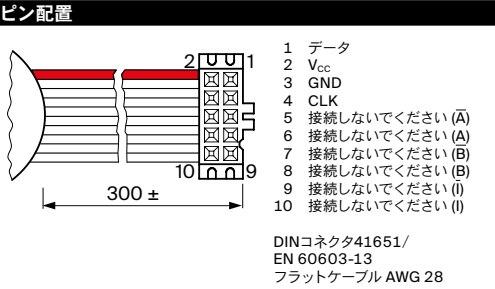 ピン配置
2 1
10 9
300 ±
1 データ
2 Vcc
3 GND
4 CLK
5 接続しないでください (A̅)
6 接続しないでください (A)
7 接続しないでください (B̅)
8 接続しないでください (B)
9 接続しないでください (I̅)
10 接続しないでください (I)
DINコネクタ41651/
EN 60603-13
フラットケーブル AWG 28